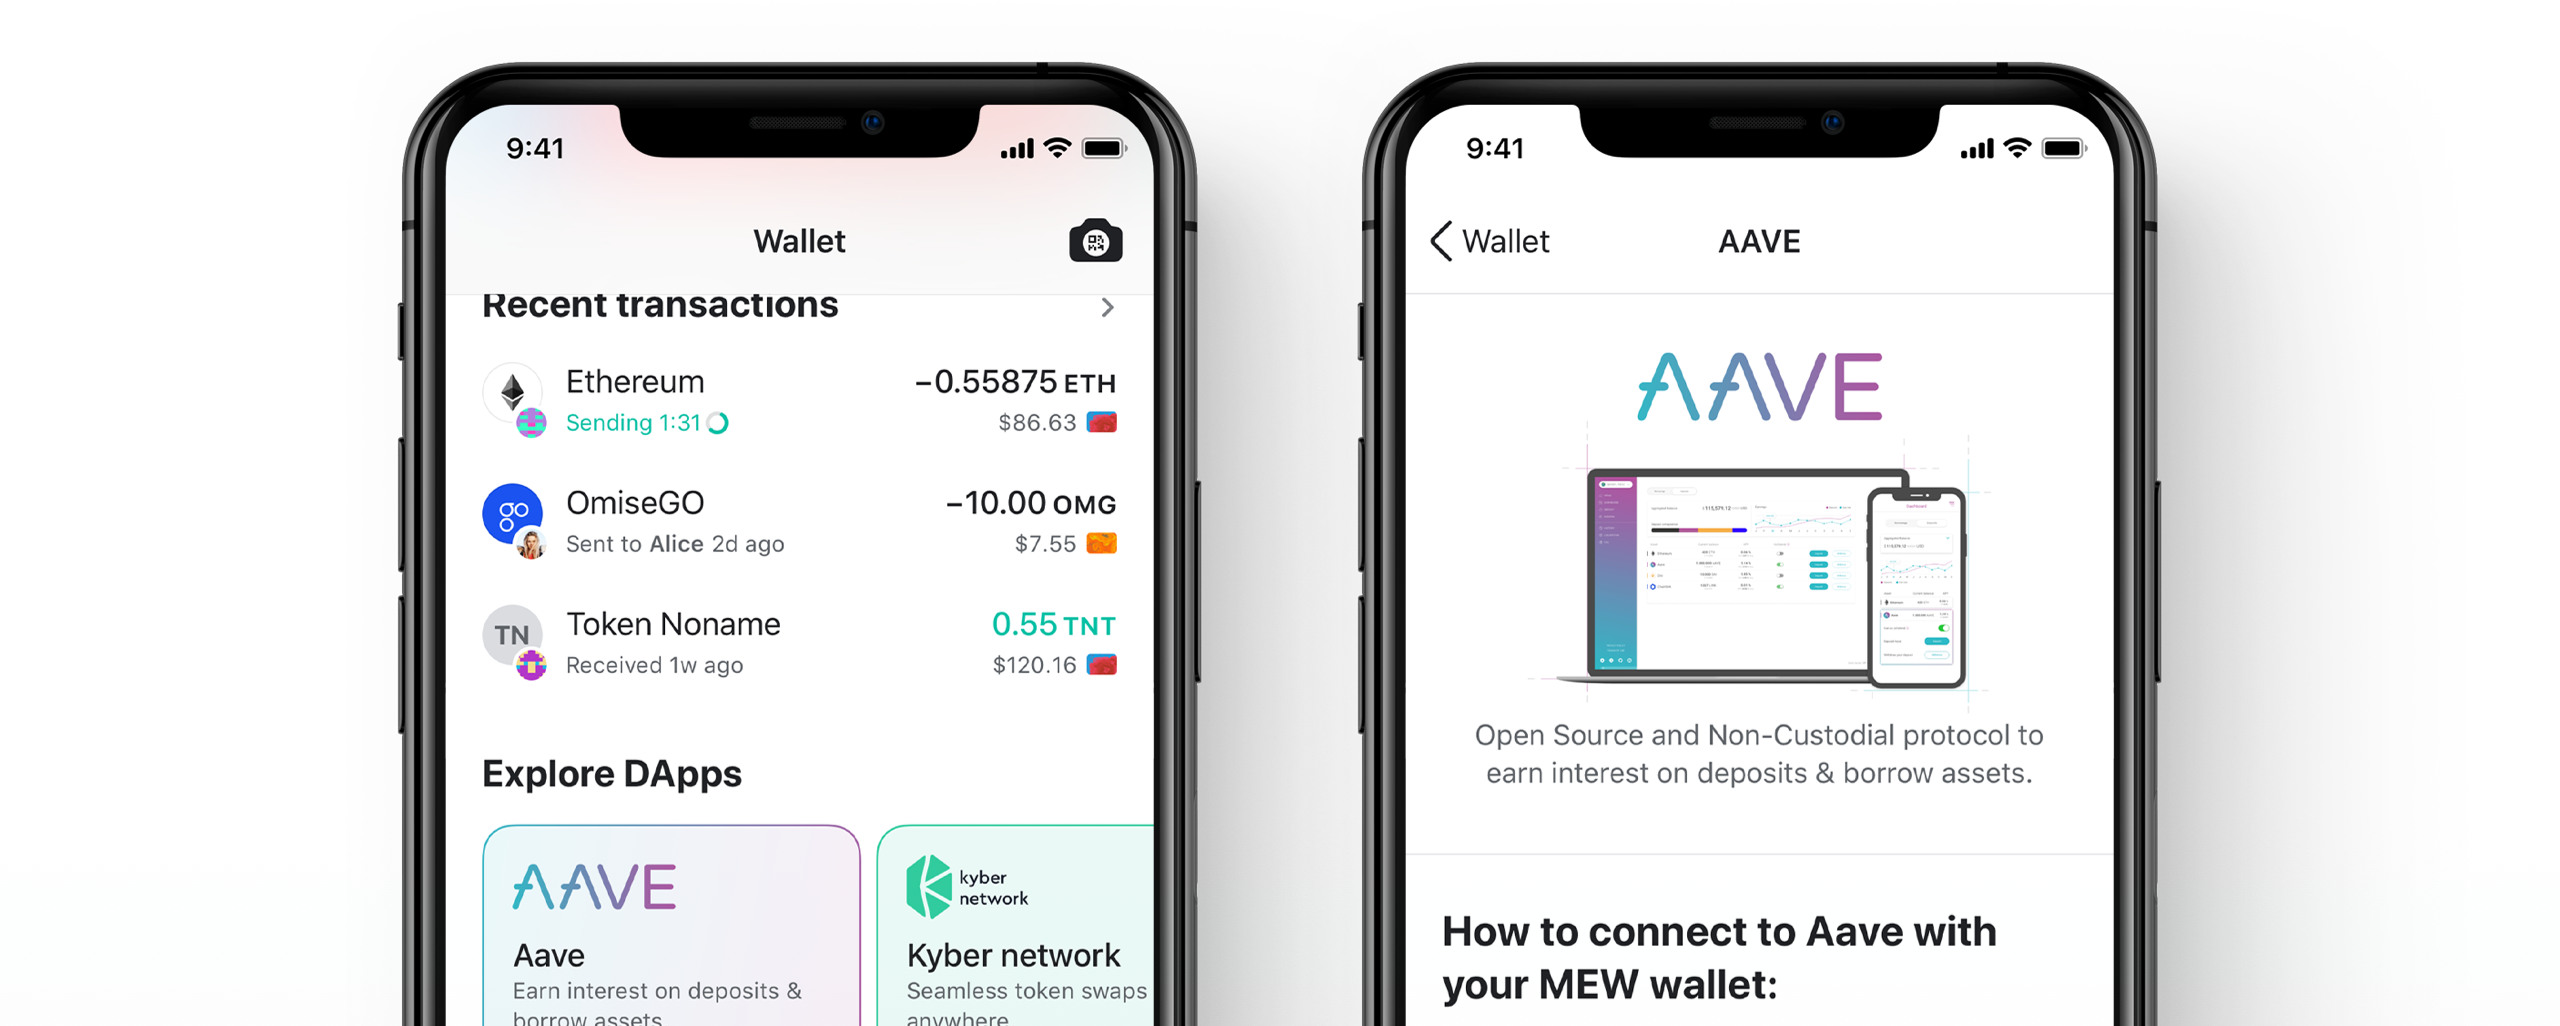 9:41
Wallet
Recent transactions
Ethereum
−0.55875 ETH
Sending 1:31
$86.63
go
OmiseGO
−10.00 OMG
Sent to Alice 2d ago
$7.55
TN
Token Noname
0.55 TNT
Received 1w ago
$120.16
Explore DApps
AAVE
Aave
Earn interest on deposits &
borrow assets
kyber
network
Kyber network
Seamless token swaps
anywhere
9:41
Wallet
AAVE
AAVE
Open Source and Non-Custodial protocol to
earn interest on deposits & borrow assets.
How to connect to Aave with
your MEW wallet: